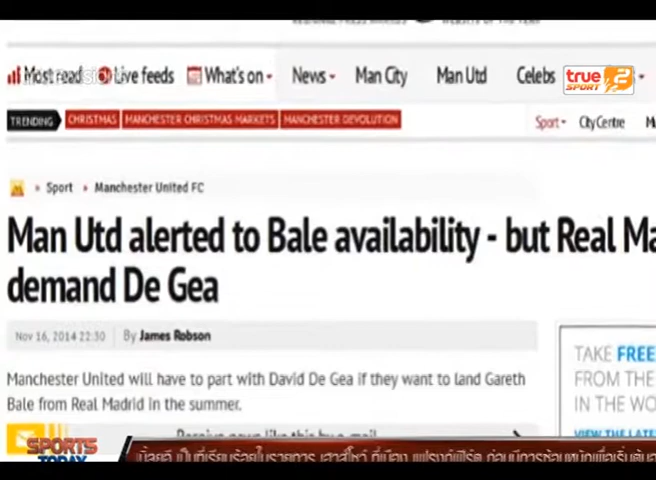 Most read Live feeds What's on News Man City Man Utd Celebs
true
SPORT 2
TRENDING CHRISTMAS MANCHESTER CHRISTMAS MARKETS MANCHESTER DEVOLUTION Sport City Centre
Sport Manchester United FC
Man Utd alerted to Bale availability - but Real Ma
demand De Gea
Nov 16, 2014 22:30 By James Robson
Manchester United will have to part with David De Gea if they want to land Gareth
Bale from Real Madrid in the summer.
TAKE FREE
FROM THE
IN THE WO
VIEW THE LATE
SPORTS
TODAY